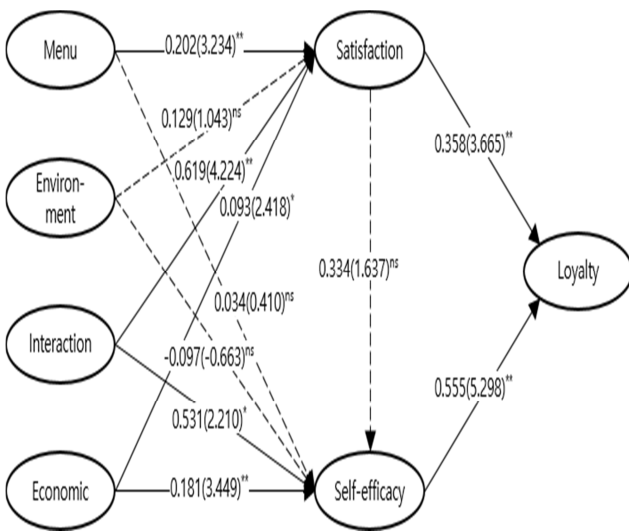 Menu
0.202(3.234)**
Satisfaction
0.129(1.043)ns
0.358(3.665)**
0.619(4.224)**
Environ-
ment
0.093(2.418)*
0.334(1.637)ns
Loyalty
0.034(0.410)ns
Interaction
-0.097(-0.663)ns
0.555(5.298)**
0.531(2.210)*
Economic
0.181(3.449)**
Self-efficacy